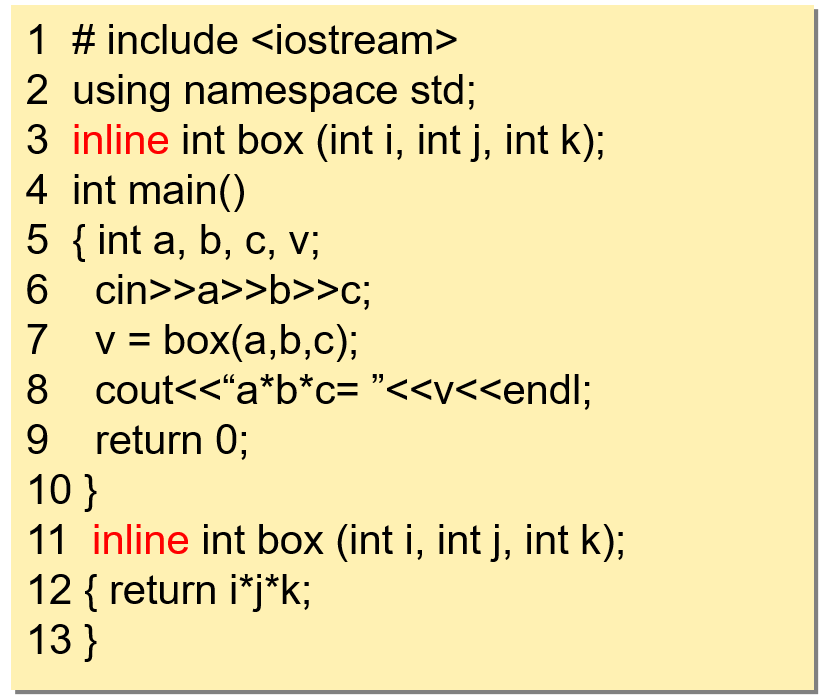 1 # include <iostream>
2 using namespace std;
3 inline int box (int i, int j, int k);
4 int main()
5 { int a, b, c, v;
6 cin>>a>>b>>c;
7 v = box(a,b,c);
8 cout<<“a*b*c= ”<<v<<endl;
9 return 0;
10 }
11 inline int box (int i, int j, int k);
12 { return i*j*k;
13 }